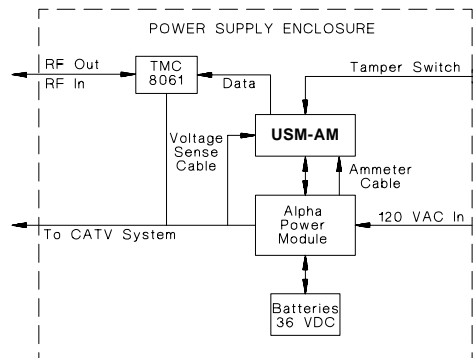 POWER SUPPLY ENCLOSURE
RF Out
RF In
TMC
8061
Data
Tamper Switch
USM-AM
Voltage
Sense
Cable
Ammeter
Cable
To CATV System
Alpha
Power
Module
120 VAC In
Batteries
36 VDC